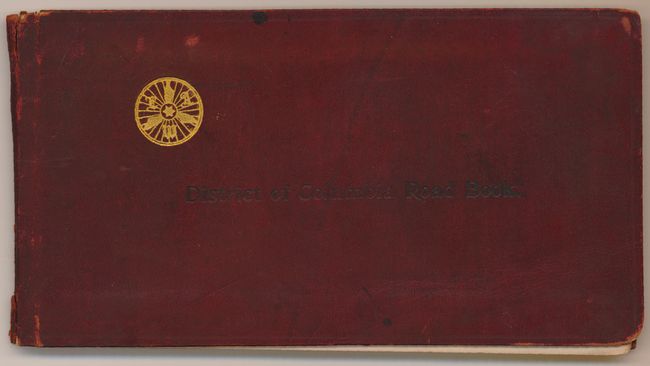 District of Columbia Road Book.